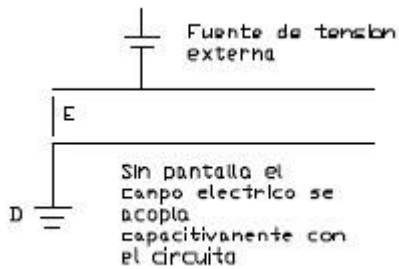 Fuente de tension
externa
E
Sin pantalla el
campo electrico se
D
acopla
capacitivamente con
el circuito